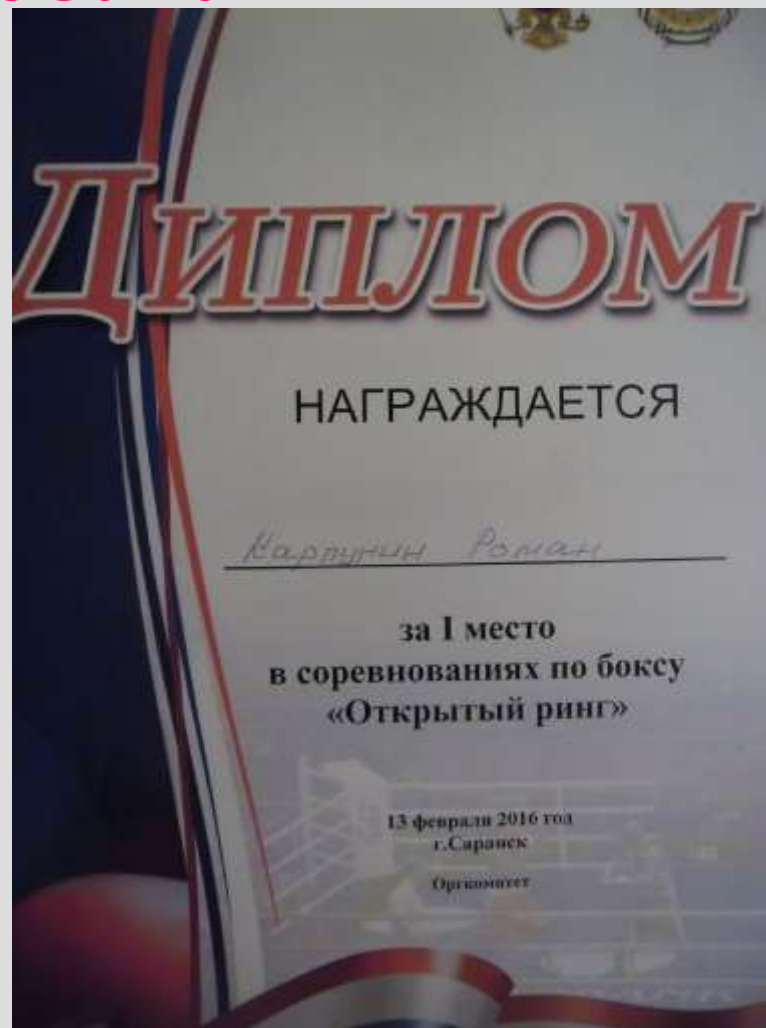 Диплом
НАГРАЖДАЕТСЯ
Карпунин Роман
за I место
в соревнованиях по боксу
«Открытый ринг»
13 февраля 2016 год
г.Саранск
Оргкомитет